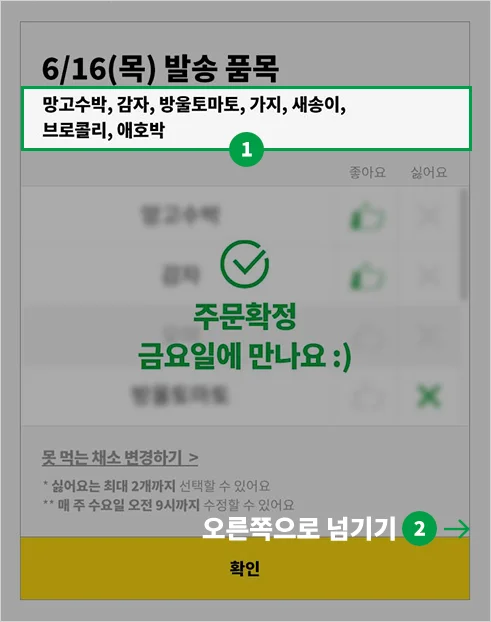 6/16(목) 발송 품목
망고수박, 감자, 방울토마토, 가지, 새송이,
브로콜리, 애호박
1
좋아요 싫어요
망고수박
감자
주문확정
금요일에 만나요 :)
방울토마토
못 먹는 채소 변경하기 >
* 싫어요는 최대 2개까지 선택할 수 있어요
** 매 주 수요일 오전 9시까지 수정할 수 있어요
오른쪽으로 넘기기 2 →
확인